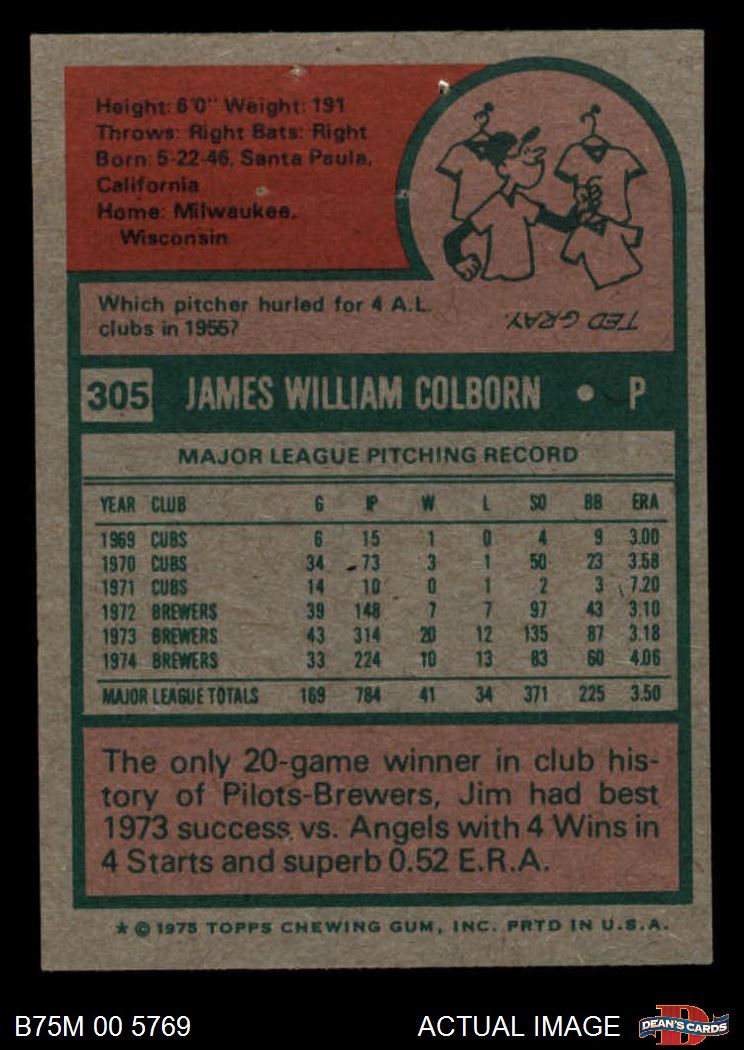 Height: 6'0" Weight: 191
Throws: Right Bats: Right
Born: 5-22-46, Santa Paula,
California
Home: Milwaukee,
Wisconsin
Which pitcher hurled for 4 A.L.
clubs in 1955?
TED GRAY.
305 JAMES WILLIAM COLBORN • P
MAJOR LEAGUE PITCHING RECORD
YEAR CLUB G IP W L SO BB ERA
1969 CUBS 6 15 1 0 4 9 3.00
1970 CUBS 34 73 3 1 50 23 3.58
1971 CUBS 14 10 0 1 2 3 7.20
1972 BREWERS 39 148 7 7 97 43 3.10
1973 BREWERS 43 314 20 12 135 87 3.18
1974 BREWERS 33 224 10 13 83 60 4.06
MAJOR LEAGUE TOTALS 169 784 41 34 371 225 3.50
The only 20-game winner in club his-
tory of Pilots-Brewers, Jim had best
1973 success vs. Angels with 4 Wins in
4 Starts and superb 0.52 E.R.A.
* © 1975 TOPPS CHEWING GUM, INC. PRTD IN U.S.A.
B75M 00 5769 ACTUAL IMAGE D DEAN'S CARDS